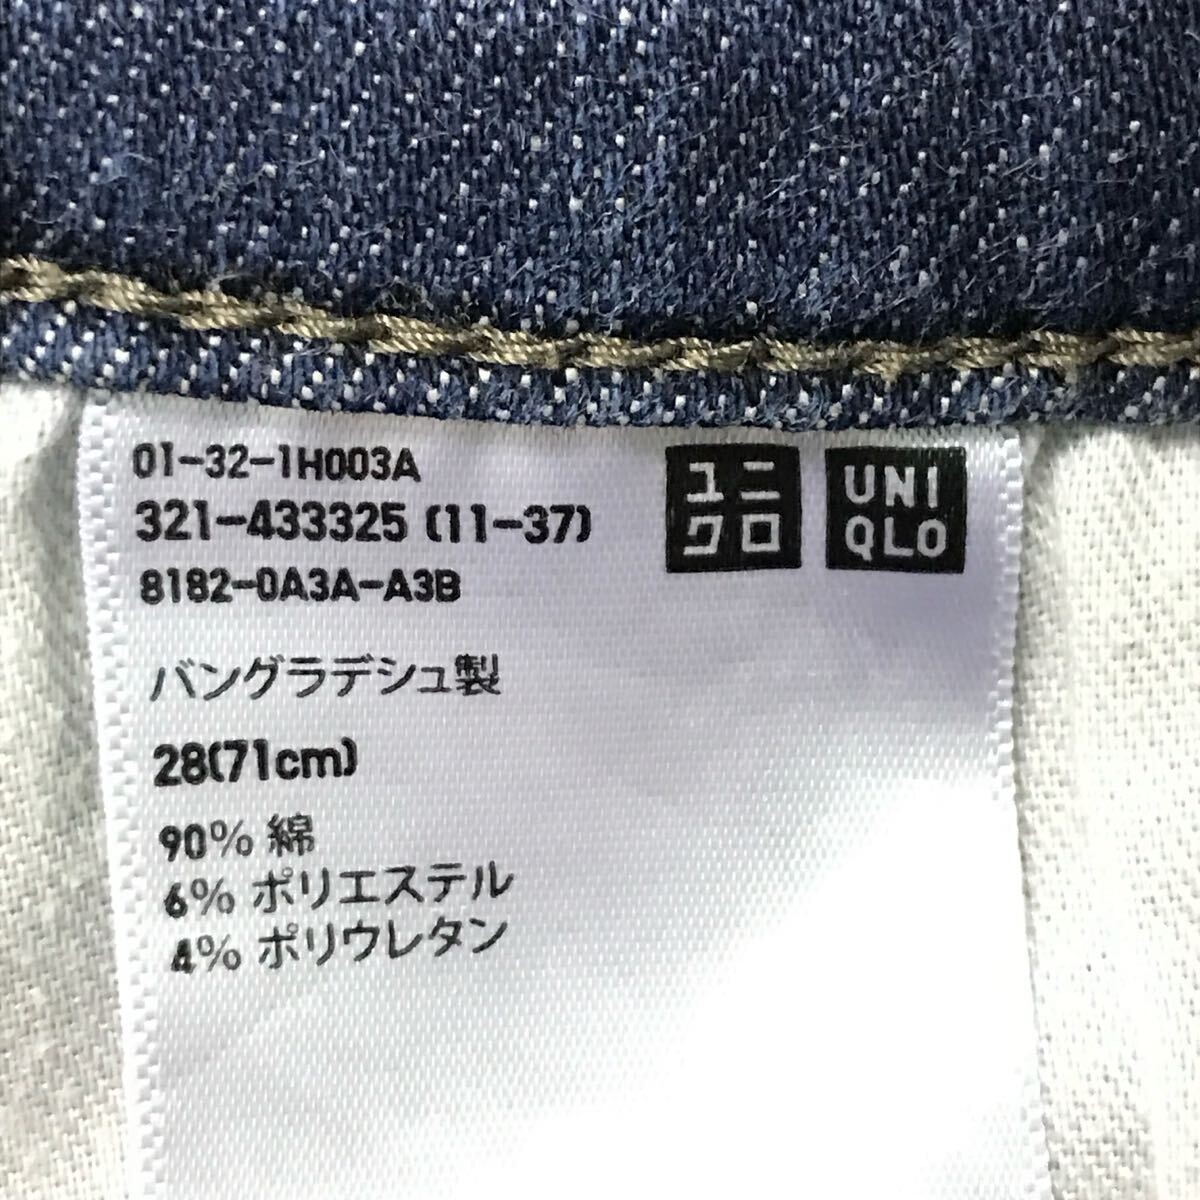 01-32-1H003A
321-433325 (11-37)
8182-0A3A-A3B
ユニ
クロ
UNI
QLO
バングラデシュ製
28(71cm)
90% 綿
6% ポリエステル
4% ポリウレタン